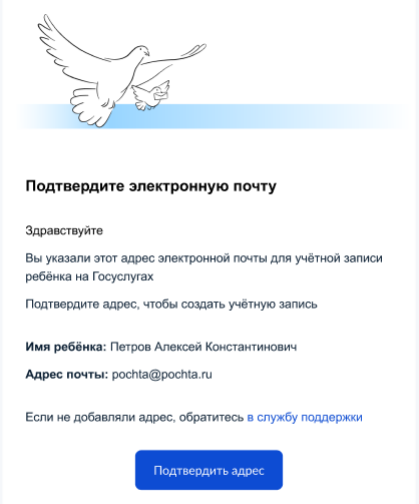 Подтвердите электронную почту
Здравствуйте
Вы указали этот адрес электронной почты для учётной записи
ребёнка на Госуслугах
Подтвердите адрес, чтобы создать учётную запись
Имя ребёнка: Петров Алексей Константинович
Адрес почты: pochta@pochta.ru
Если не добавляли адрес, обратитесь в службу поддержки
Подтвердить адрес